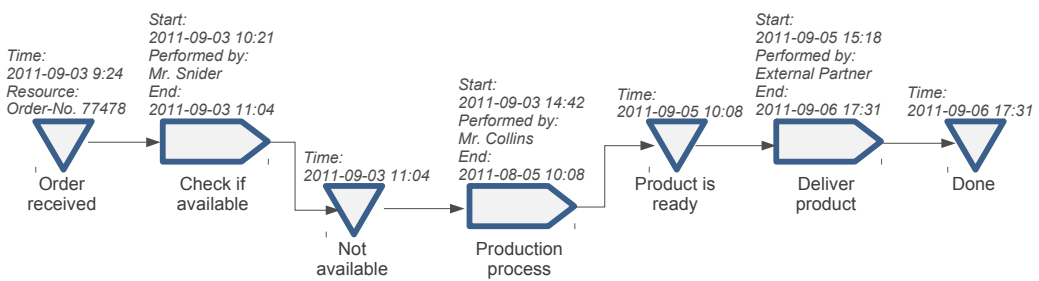 Time:
2011-09-03 9:24
Resource:
Order-No. 77478
Order
received
Start:
2011-09-03 10:21
Performed by:
Mr. Snider
End:
2011-09-03 11:04
Check if
available
Time:
2011-09-03 11:04
Not
available
Start:
2011-09-03 14:42
Performed by:
Mr. Collins
End:
2011-08-05 10:08
Production
process
Time:
2011-09-05 10:08
Product is
ready
Start:
2011-09-05 15:18
Performed by:
External Partner
End:
2011-09-06 17:31
Deliver
product
Time:
2011-09-06 17:31
Done